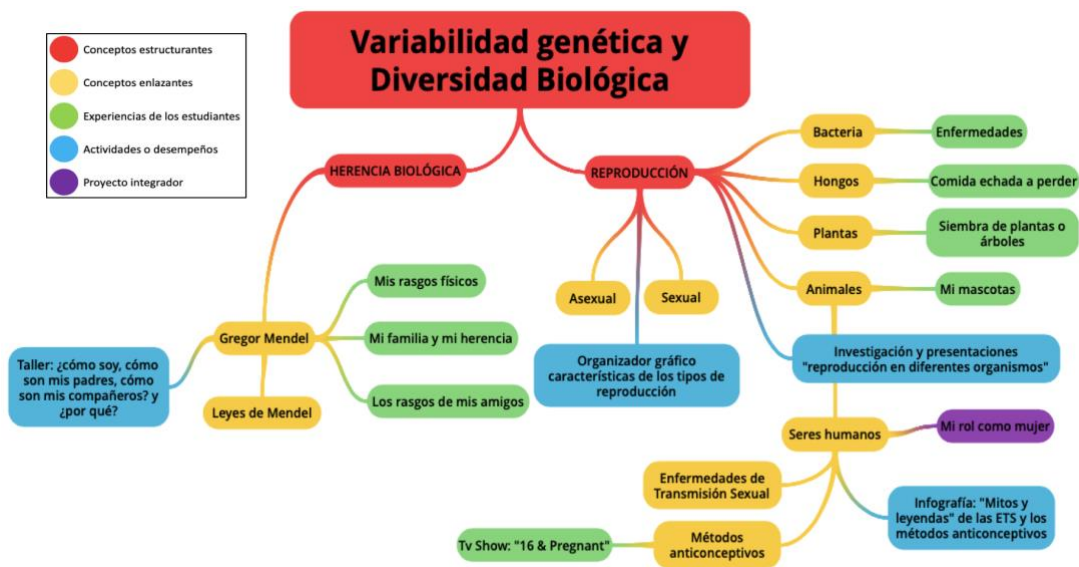 Variabilidad genética y
Diversidad Biológica
Conceptos estructurantes
Conceptos enlazantes
Experiencias de los estudiantes
Actividades o desempeños
Proyecto integrador
HERENCIA BIOLÓGICA
REPRODUCCIÓN
Bacteria
Enfermedades
Hongos
Comida echada a perder
Plantas
Siembra de plantas o
árboles
Animales
Mi mascotas
Asexual
Sexual
Mis rasgos físicos
Gregor Mendel
Mi familia y mi herencia
Los rasgos de mis amigos
Leyes de Mendel
Taller: ¿cómo soy, cómo
son mis padres, cómo
son mis compañeros? y
¿por qué?
Organizador gráfico
características de los tipos de
reproducción
Investigación y presentaciones
"reproducción en diferentes organismos"
Seres humanos
Mi rol como mujer
Enfermedades de
Transmisión Sexual
Infografía: "Mitos y
leyendas" de las ETS y los
métodos anticonceptivos
Tv Show: "16 & Pregnant"
Métodos
anticonceptivos